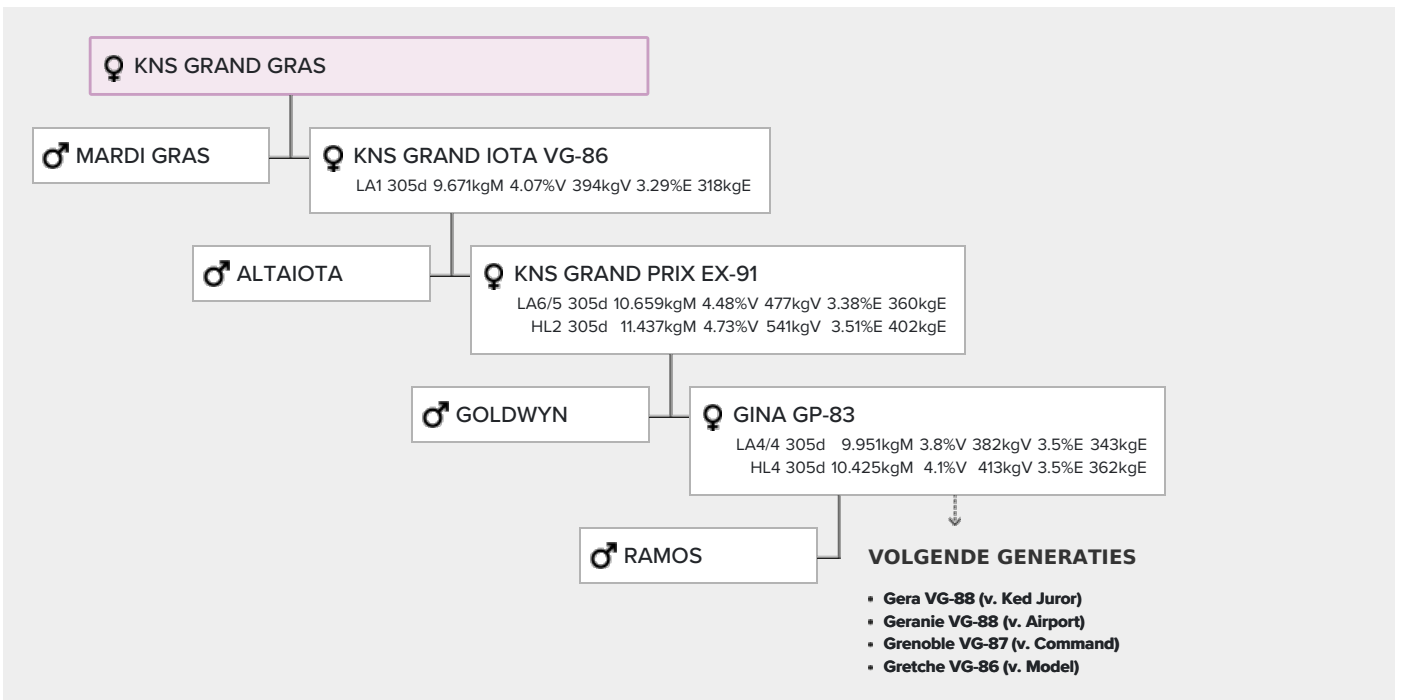 KNS GRAND GRAS
MARDI GRAS
KNS GRAND IOTA VG-86
LA1 305d 9.671kgM 4.07%V 394kgV 3.29%E 318kgE
ALTAIOTA
KNS GRAND PRIX EX-91
LA6/5 305d 10.659kgM 4.48%V 477kgV 3.38%E 360kgE
HL2 305d 11.437kgM 4.73%V 541kgV 3.51%E 402kgE
GOLDWYN
GINA GP-83
LA4/4 305d 9.951kgM 3.8%V 382kgV 3.5%E 343kgE
HL4 305d 10.425kgM 4.1%V 413kgV 3.5%E 362kgE
RAMOS
VOLGENDE GENERATIES
• Gera VG-88 (v. Ked Juror)
• Geranie VG-88 (v. Airport)
• Grenoble VG-87 (v. Command)
• Gretche VG-86 (v. Model)